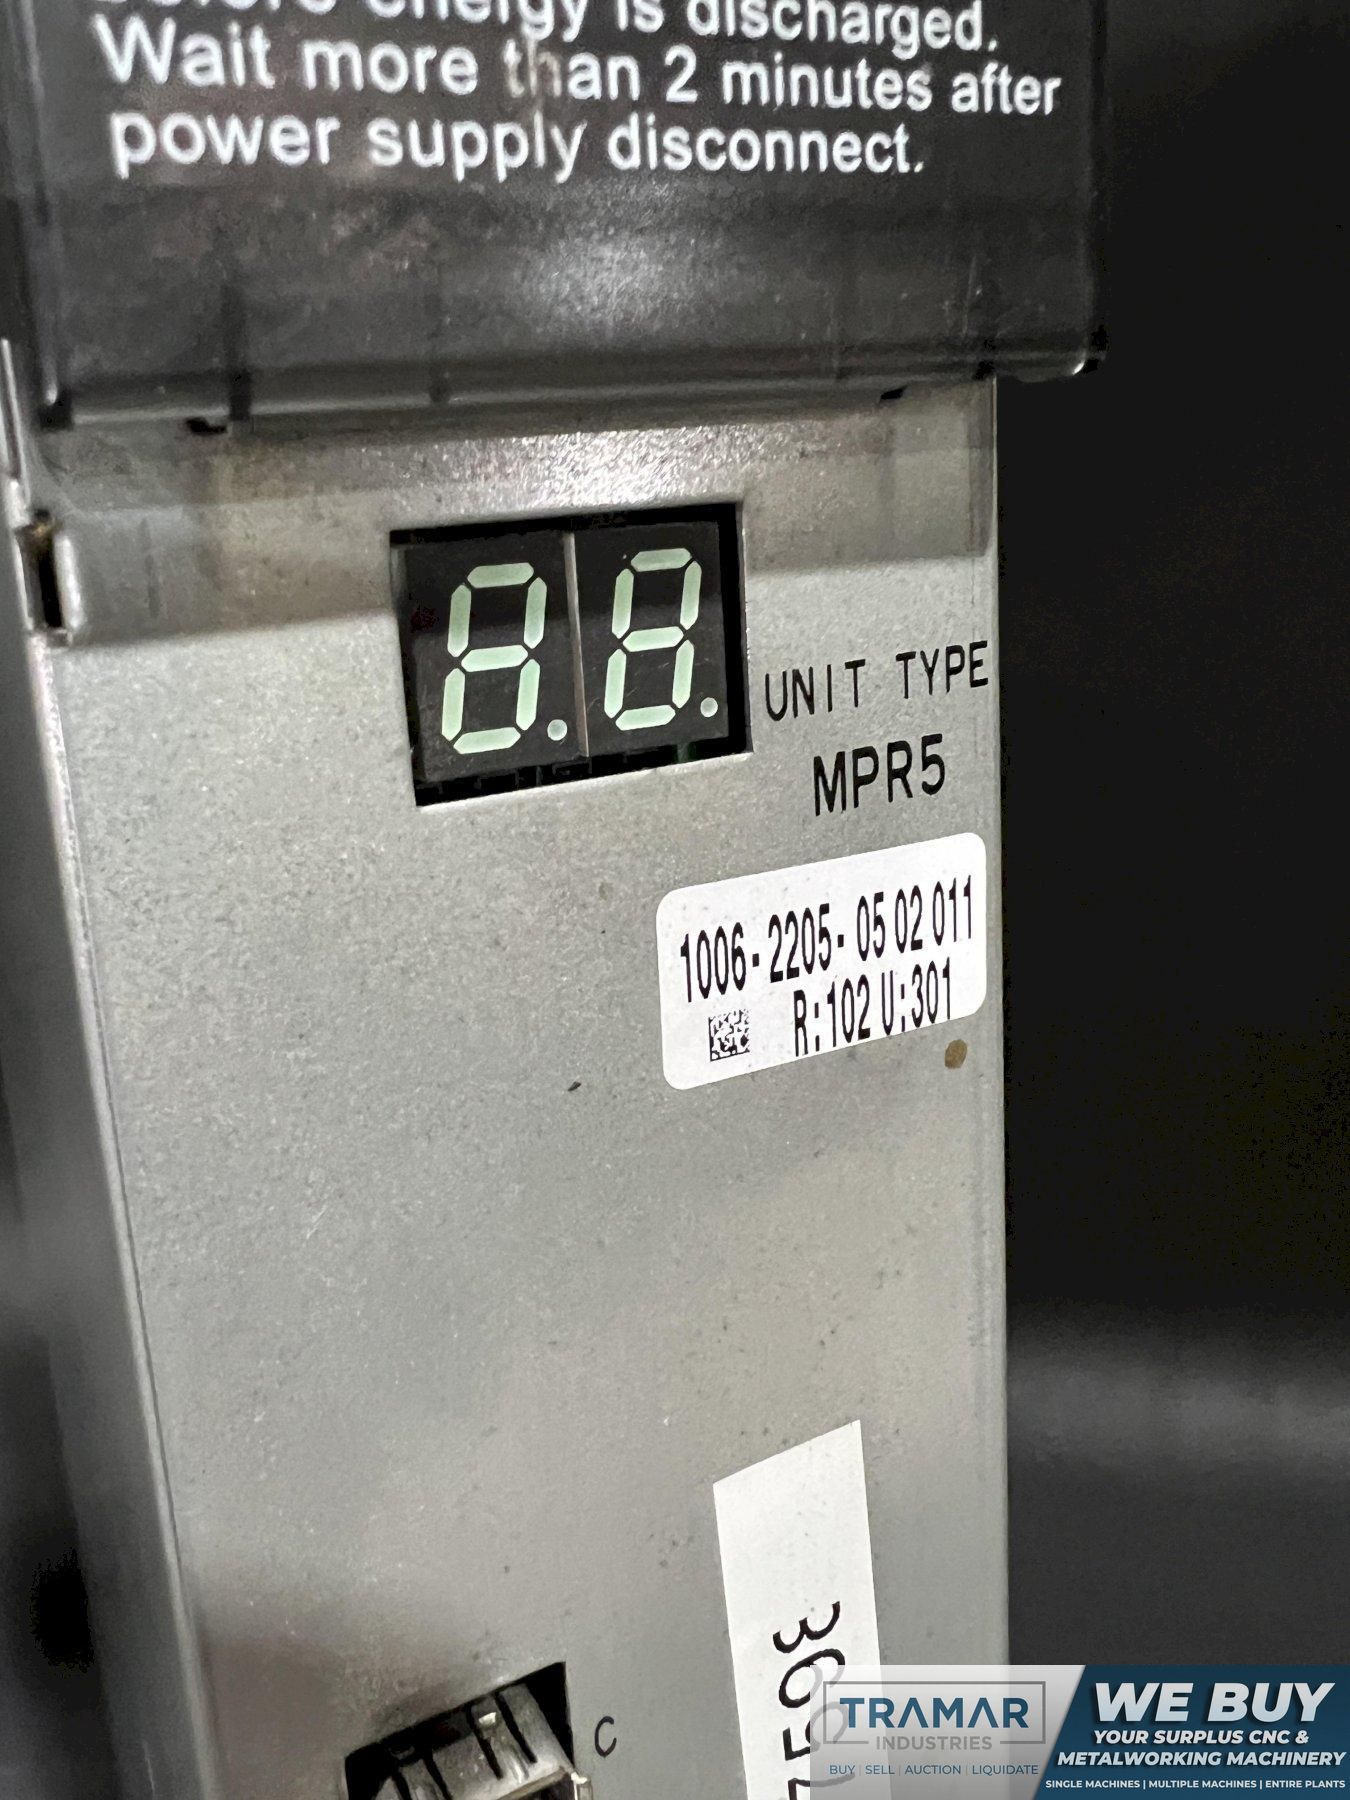 before energy is discharged.
Wait more than 2 minutes after
power supply disconnect.
8.8.
UNIT TYPE
MPR5
1006-2205-05 02 011
R:102 U:301
C
TRAMAR
INDUSTRIES
BUY | SELL | AUCTION | LIQUIDATE
WE BUY
YOUR SURPLUS CNC &
METALWORKING MACHINERY
SINGLE MACHINES | MULTIPLE MACHINES | ENTIRE PLANTS